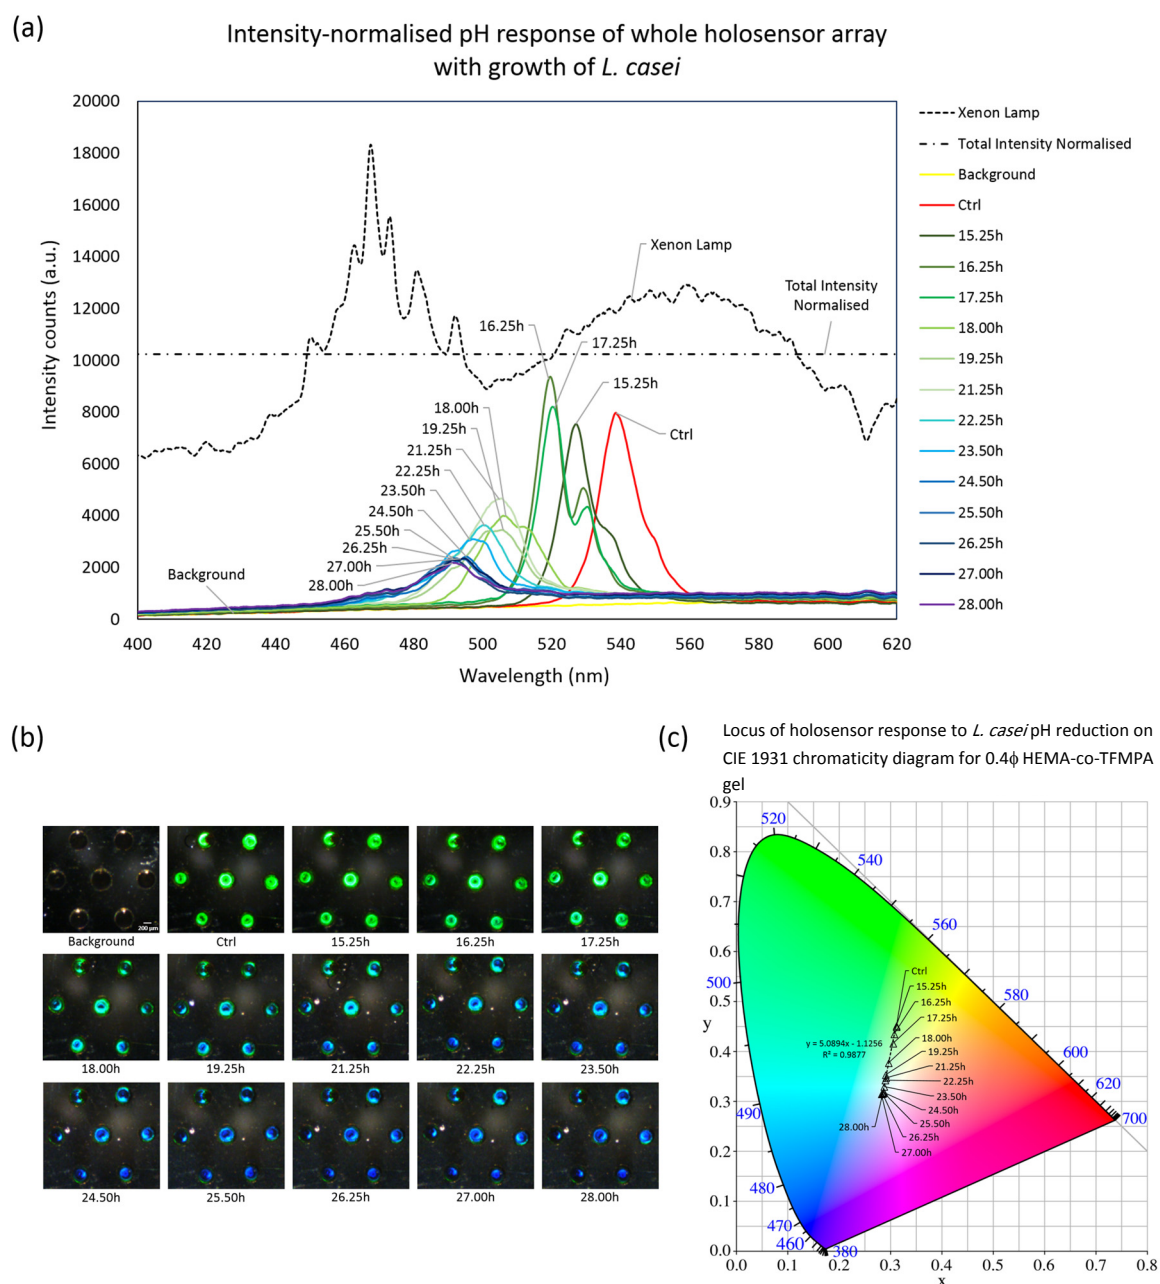 (a)
Intensity-normalised pH response of whole holosensor array
with growth of L. casei
20000
18000
16000
14000
12000
10000
8000
6000
4000
2000
0
Intensity counts (a.u.)
400 420 440 460 480 500 520 540 560 580 600 620
Wavelength (nm)
Xenon Lamp
Total Intensity
Normalised
16.25h
17.25h
15.25h
Ctrl
18.00h
19.25h
21.25h
22.25h
23.50h
24.50h
25.50h
26.25h
27.00h
28.00h
Background
Xenon Lamp
Total Intensity Normalised
Background
Ctrl
15.25h
16.25h
17.25h
18.00h
19.25h
21.25h
22.25h
23.50h
24.50h
25.50h
26.25h
27.00h
28.00h
(b)
200 µm
Background Ctrl 15.25h 16.25h 17.25h
18.00h 19.25h 21.25h 22.25h 23.50h
24.50h 25.50h 26.25h 27.00h 28.00h
(c)
Locus of holosensor response to L. casei pH reduction on
CIE 1931 chromaticity diagram for 0.4ϕ HEMA-co-TFMPA
gel
0.9
0.8
0.7
0.6
0.5
y
0.4
0.3
0.2
0.1
0.0
0.0 0.1 0.2 0.3 0.4 0.5 0.6 0.7 0.8
x
520
540
560
500
580
600
620
490
700
480
470
460
380
Ctrl
15.25h
16.25h
17.25h
18.00h
19.25h
21.25h
22.25h
23.50h
24.50h
25.50h
26.25h
27.00h
28.00h
y = 5.0894x - 1.1256
R² = 0.9877